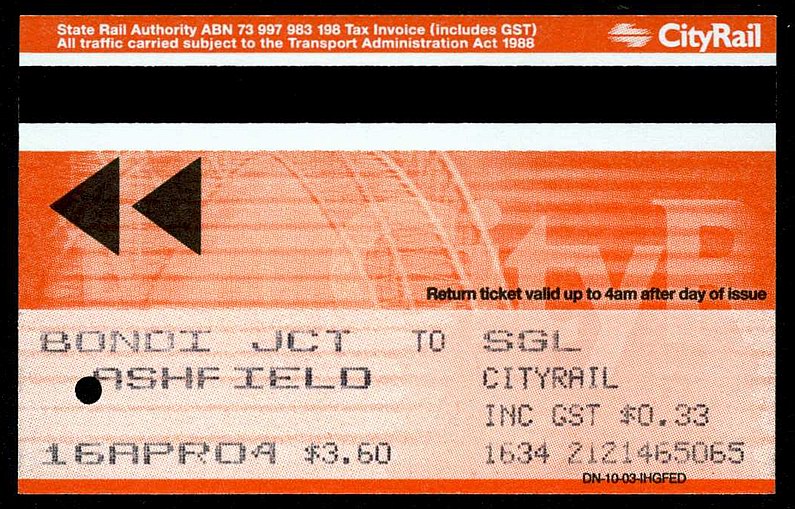 State Rail Authority ABN 73 997 983 198 Tax Invoice (includes GST)
All traffic carried subject to the Transport Administration Act 1988
CityRail
CityR
Return ticket valid up to 4am after day of issue
BONDI JCT TO SGL
ASHFIELD CITYRAIL
INC GST $0.33
16APR04 $3.60 1634 2121465065
DN-10-03-IHGFED